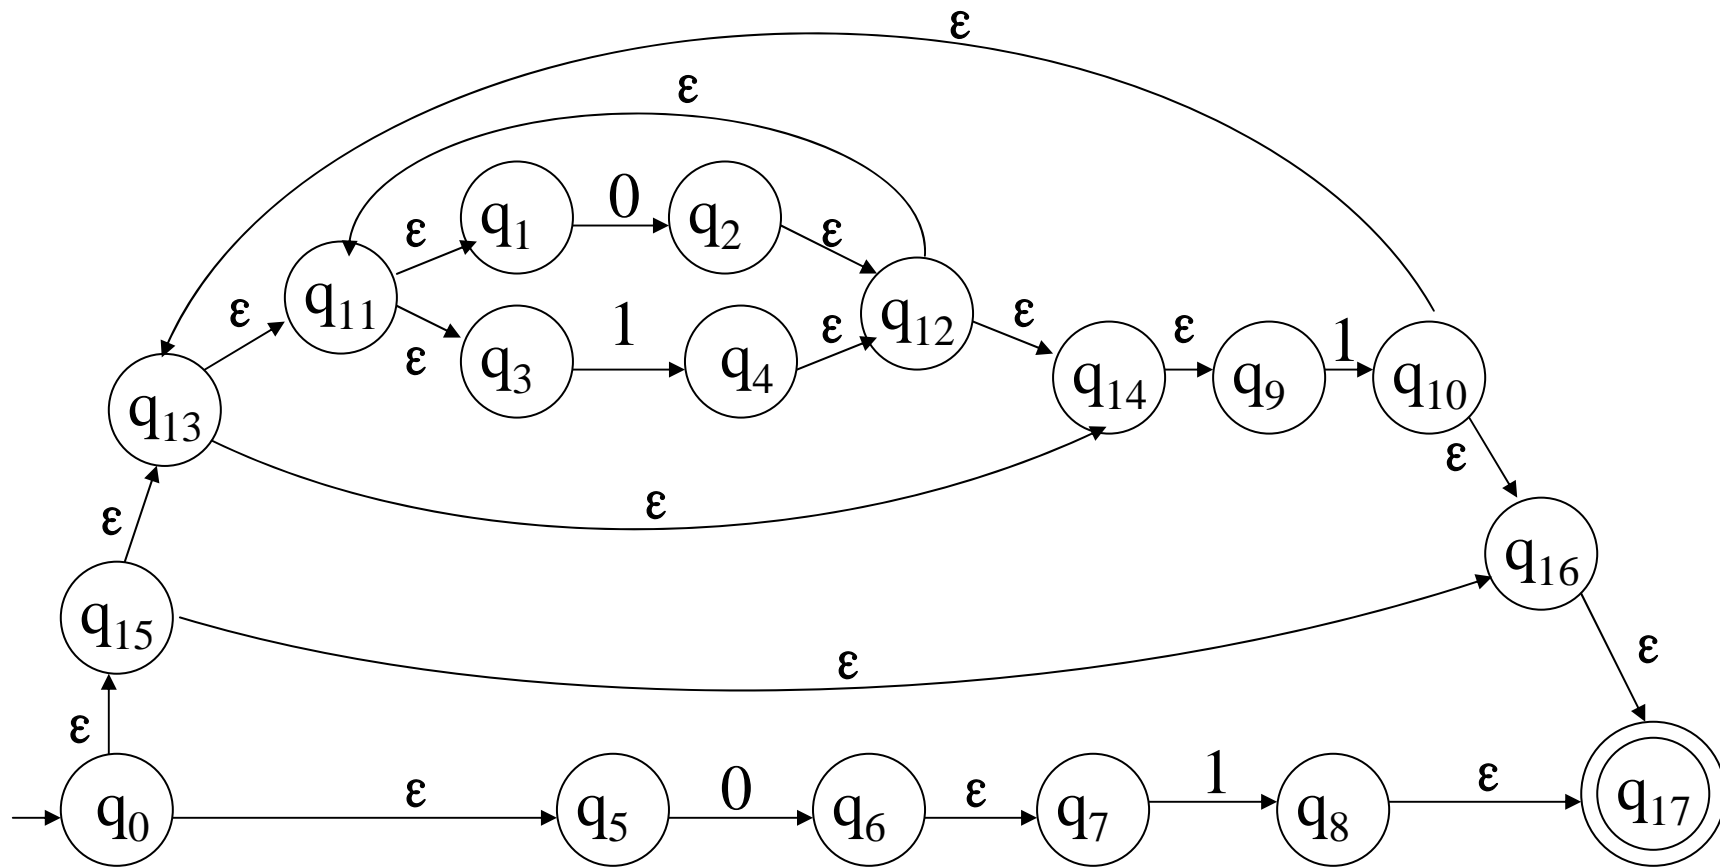 ε
ε
q₁ 0 q₂
ε ε
q₁₁ q₁₂
ε ε ε ε
1 1
ε q₃ q₄ q₁₄ q₉ q₁₀
q₁₃
ε
ε
ε
q₁₆
q₁₅
ε
ε
ε
q₀ ε q₅ 0 q₆ ε q₇ 1 q₈ ε q₁₇